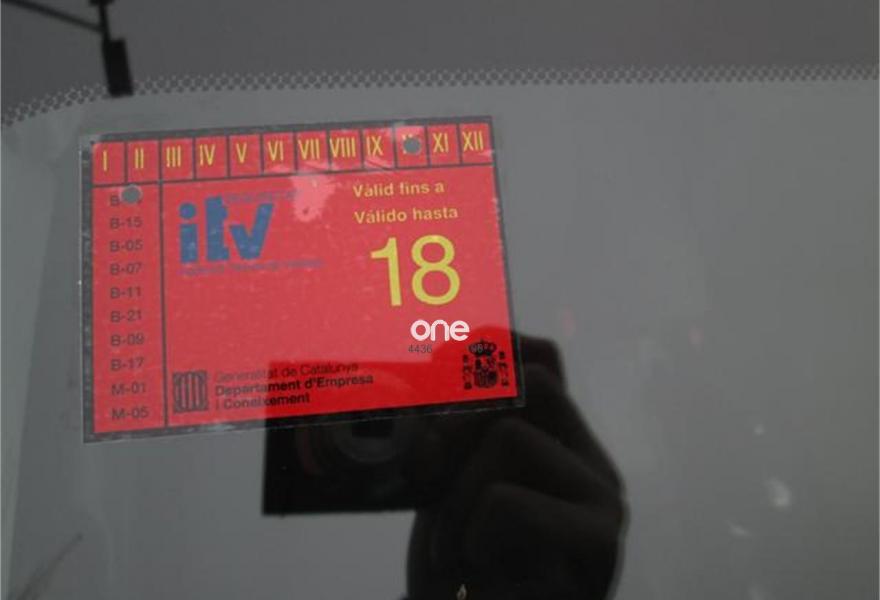 I II III IV V VI VII VIII IX XI XII
B-15
B-05
B-07
B-11
B-21
B-09
B-17
M-01
M-05
itv
Vàlid fins a
Válido hasta
18
one
4436
Generalitat de Catalunya
Departament d'Empresa
i Coneixement